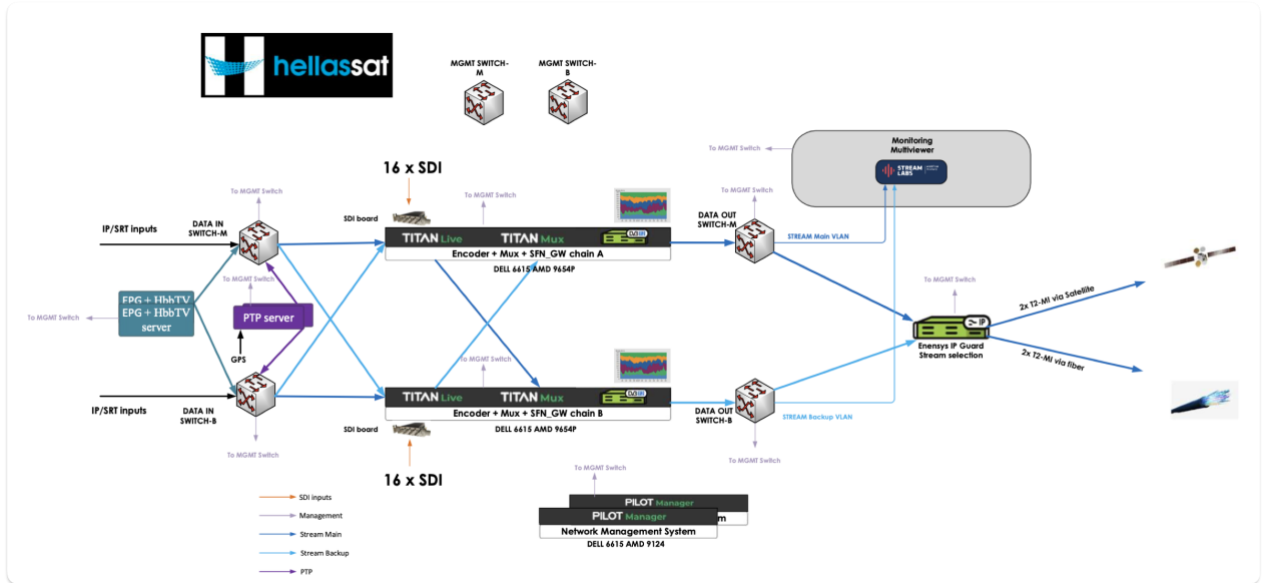 hellassat
MGMT SWITCH-
M
MGMT SWITCH-
B
Monitoring
Multiviewer
STREAM
LABS
To MGMT Switch
16 x SDI
To MGMT Switch
To MGMT Switch
To MGMT Switch
IP/SRT inputs
DATA IN
SWITCH-M
SDI board
DATA OUT
SWITCH-M
TITAN Live
TITAN Mux
STREAM Main VLAN
Encoder + Mux + SFN_GW chain A
DELL 6615 AMD 9654P
To MGMT Switch
To MGMT Switch
EPG + HbbTV
EPG + HbbTV
server
To MGMT Switch
PTP server
GPS
IP
Enensys IP Guard
Stream selection
2x T2-MI via Satellite
2x T2-MI via fiber
To MGMT Switch
IP/SRT inputs
DATA IN
SWITCH-B
TITAN Live
TITAN Mux
Encoder + Mux + SFN_GW chain B
DELL 6615 AMD 9654P
SDI board
DATA OUT
SWITCH-B
STREAM Backup VLAN
To MGMT Switch
To MGMT Switch
16 x SDI
To MGMT Switch
SDI inputs
Management
Stream Main
Stream Backup
PTP
PILOT Manager
PILOT Manager
m
Network Management System
DELL 6615 AMD 9124